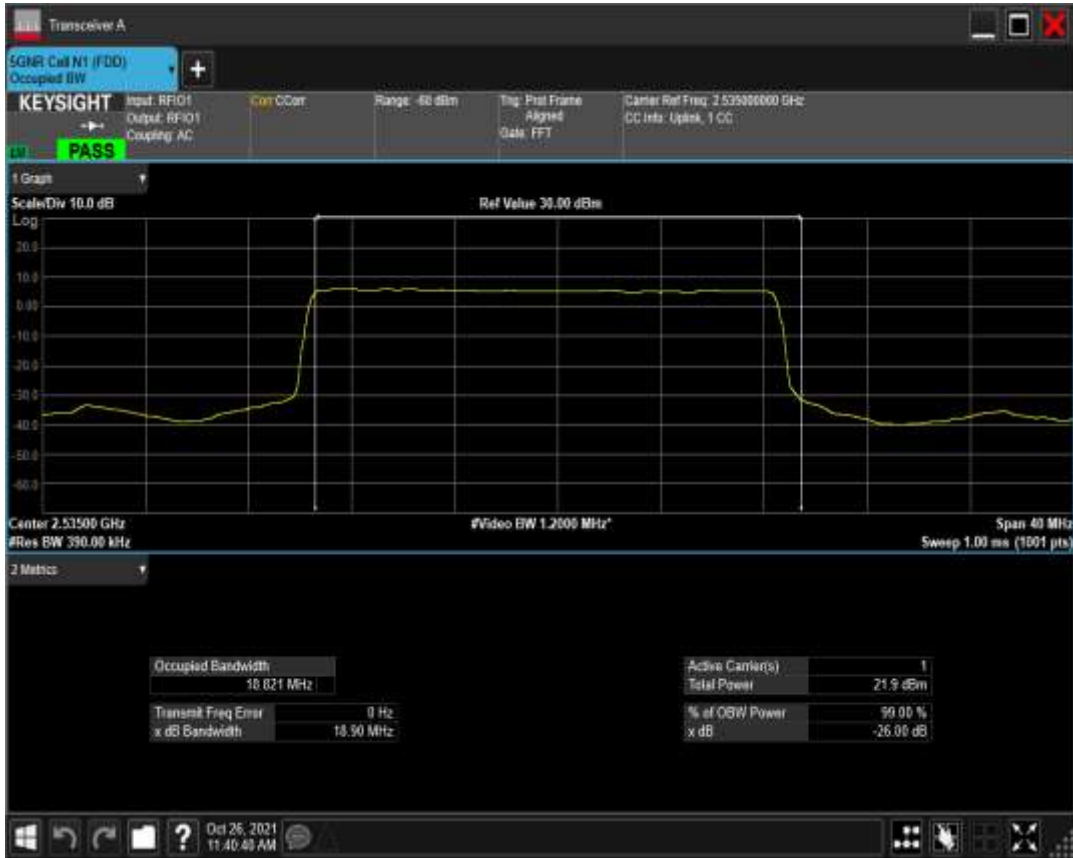 Transceiver A
5GNR Cell N1 (FDD)
Occupied BW
+
KEYSIGHT
PASS
Input: RFIO1
Output: RFIO1
Coupling: AC
Corr CCorr
Range: -60 dBm
Trig: Prot Frame
Aligned
Gate: FFT
Carrier Ref Freq: 2.535000000 GHz
CC Info: Uplink, 1 CC
1 Graph
Scale/Div 10.0 dB
Ref Value 30.00 dBm
Log
20.0
10.0
0.00
-10.0
-20.0
-30.0
-40.0
-50.0
-60.0
Center 2.53500 GHz
#Video BW 1.2000 MHz*
Span 40 MHz
#Res BW 390.00 kHz
Sweep 1.00 ms (1001 pts)
2 Metrics
Occupied Bandwidth
18.821 MHz
Transmit Freq Error 0 Hz
x dB Bandwidth 18.90 MHz
Active Carrier(s) 1
Total Power 21.9 dBm
% of OBW Power 99.00 %
x dB -26.00 dB
?
Oct 26, 2021
11:40:40 AM